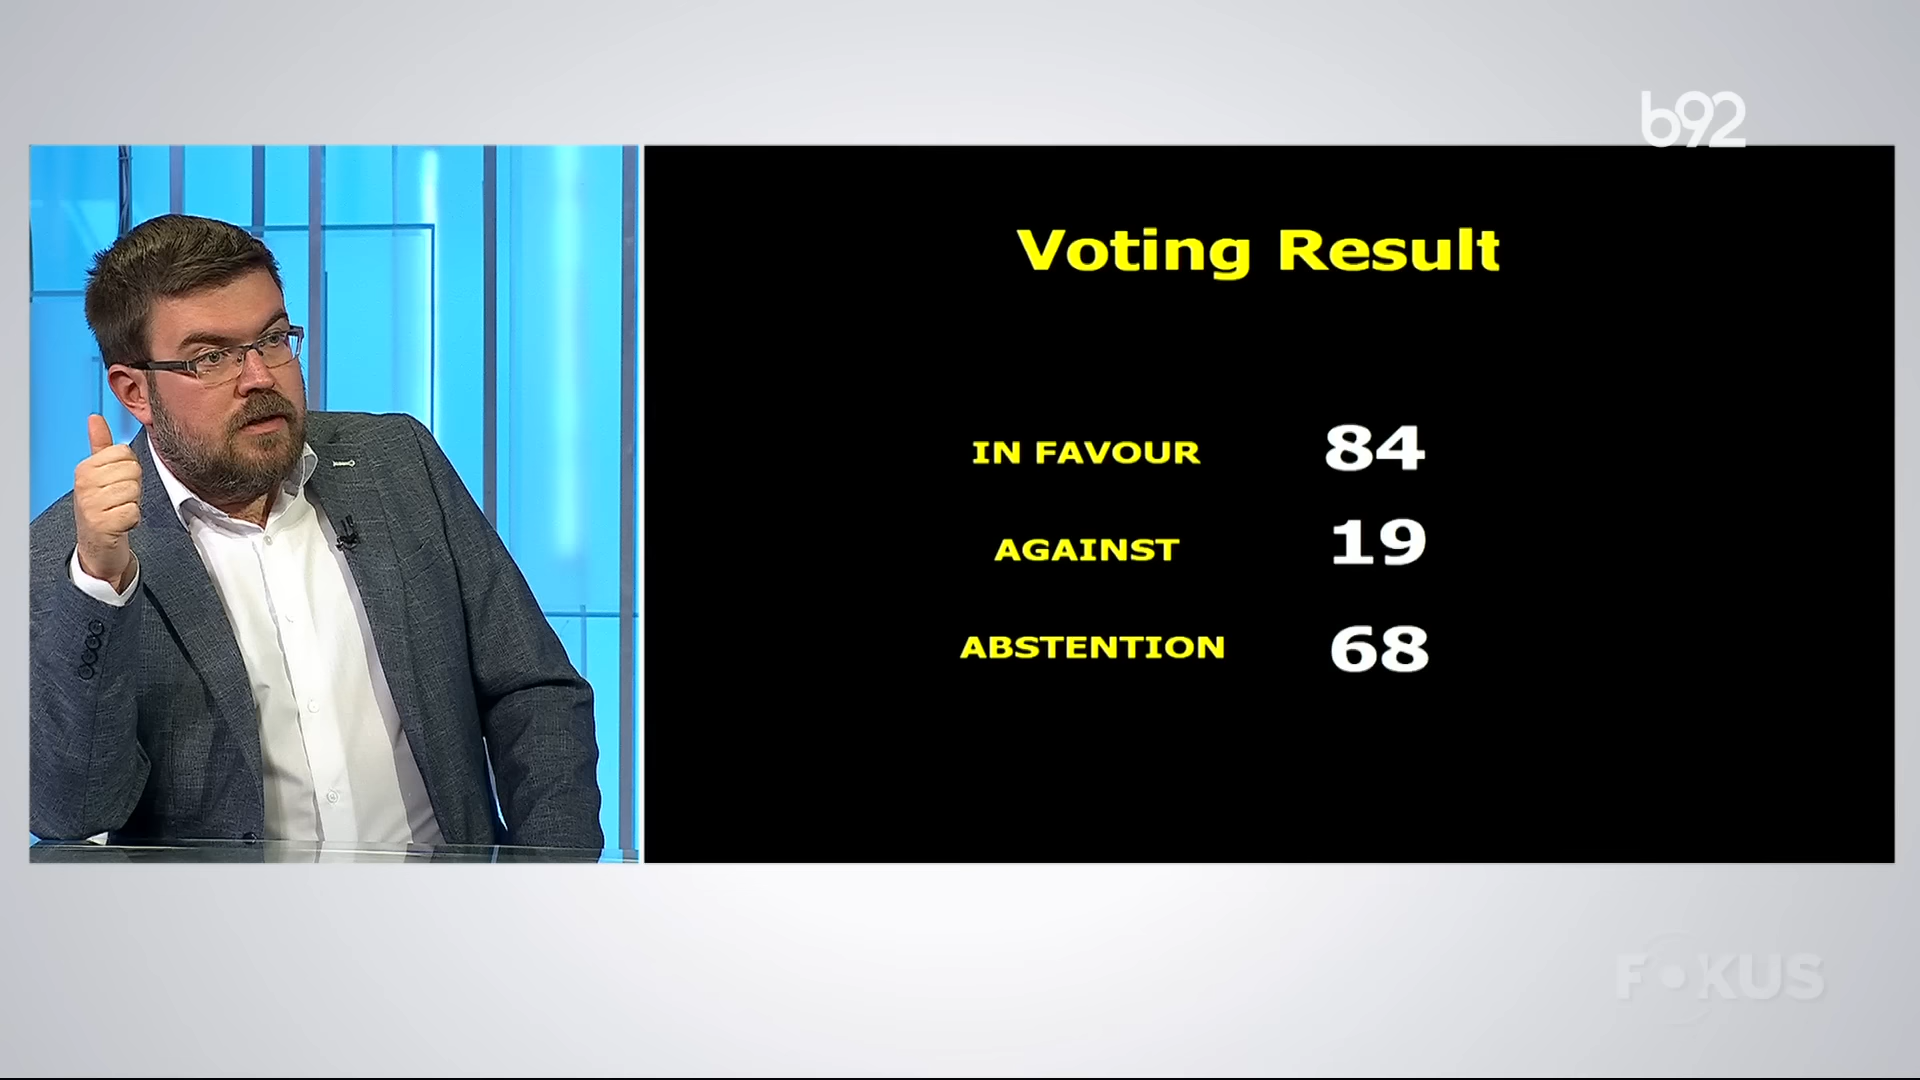 b92
Voting Result
IN FAVOUR 84
AGAINST 19
ABSTENTION 68
FOKUS